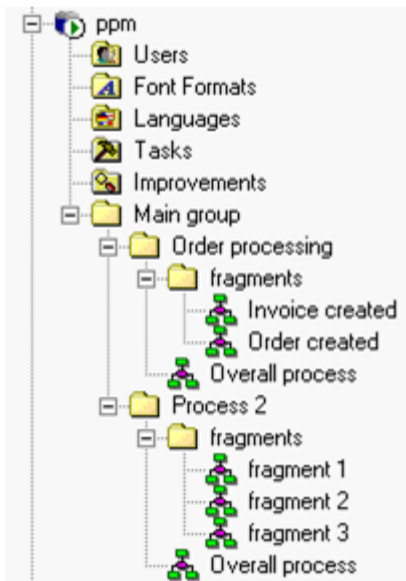 ppm
Users
Font Formats
Languages
Tasks
Improvements
Main group
Order processing
fragments
Invoice created
Order created
Overall process
Process 2
fragments
fragment 1
fragment 2
fragment 3
Overall process